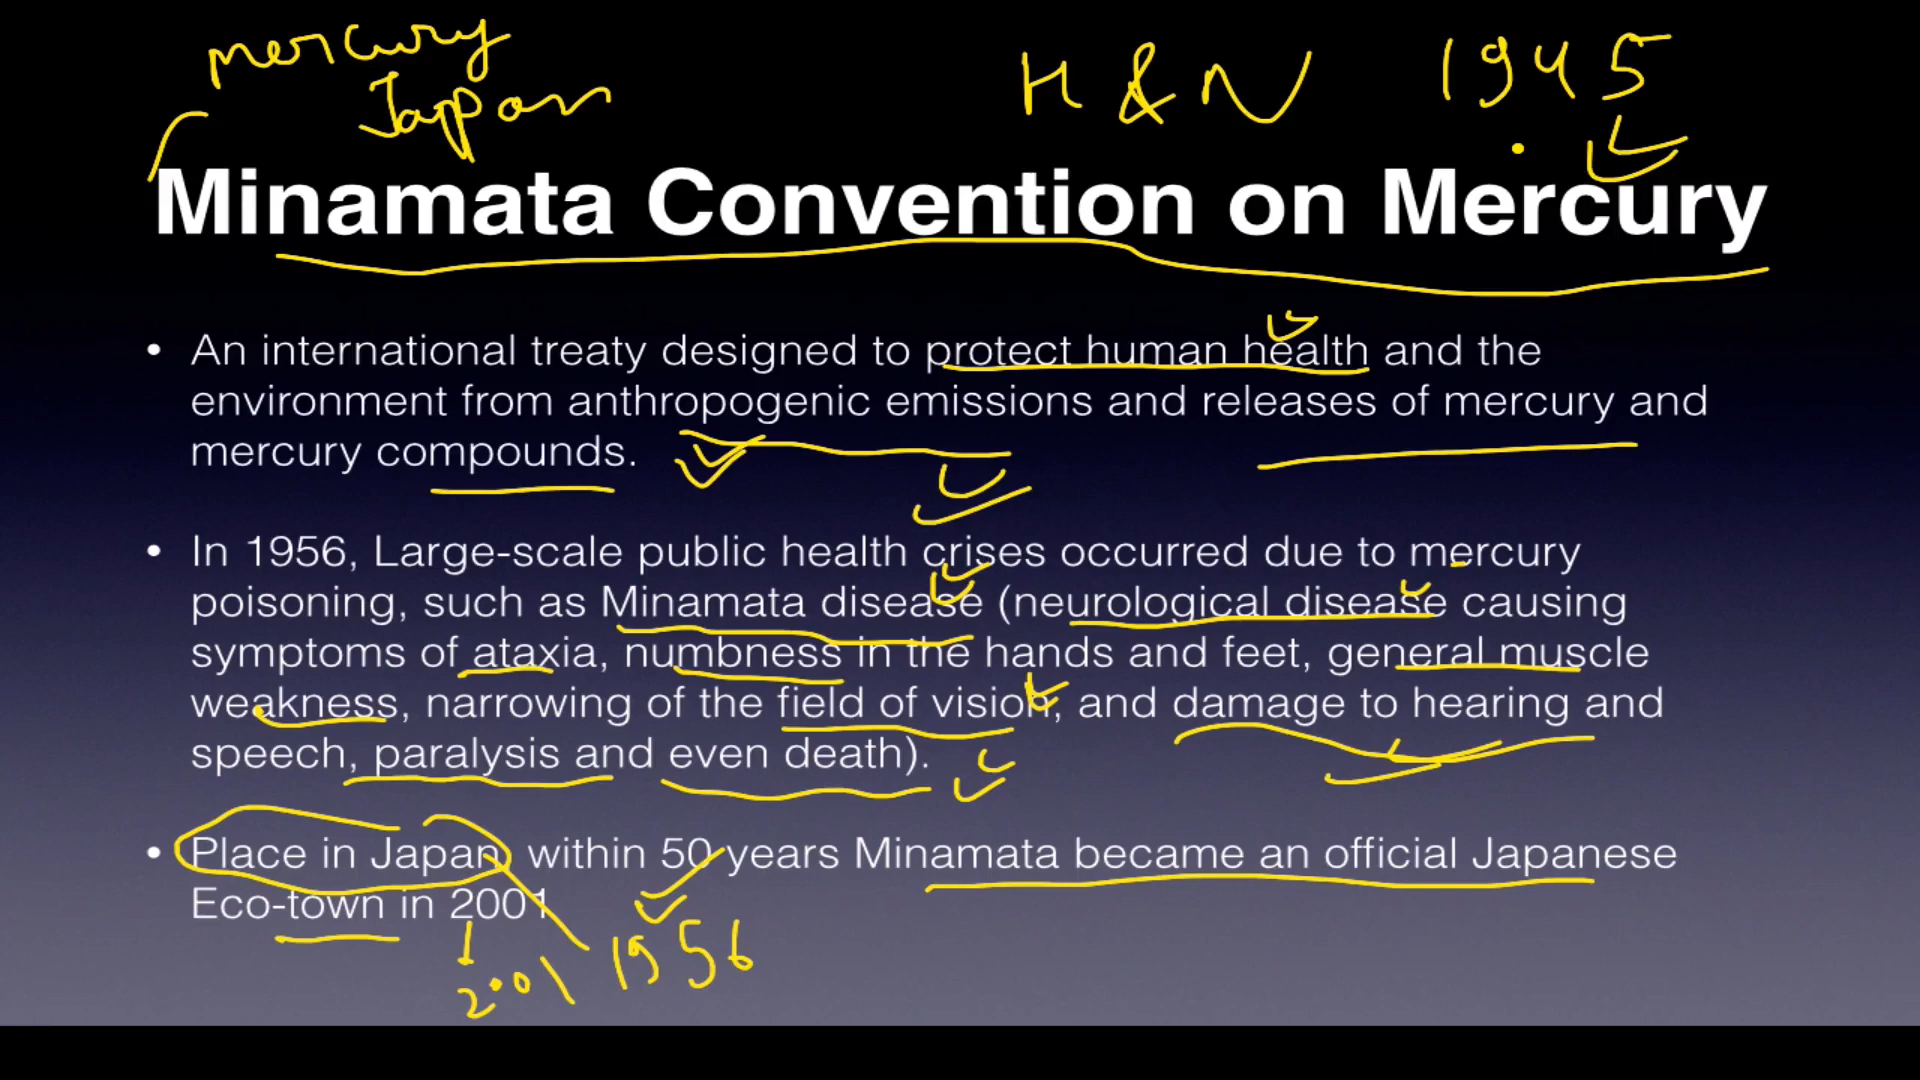 mercury
Japan
H & N 1945
Minamata Convention on Mercury
• An international treaty designed to protect human health and the
environment from anthropogenic emissions and releases of mercury and
mercury compounds.
• In 1956, Large-scale public health crises occurred due to mercury
poisoning, such as Minamata disease (neurological disease causing
symptoms of ataxia, numbness in the hands and feet, general muscle
weakness, narrowing of the field of vision, and damage to hearing and
speech, paralysis and even death).
• Place in Japan, within 50 years Minamata became an official Japanese
Eco-town in 2001
2001 1956